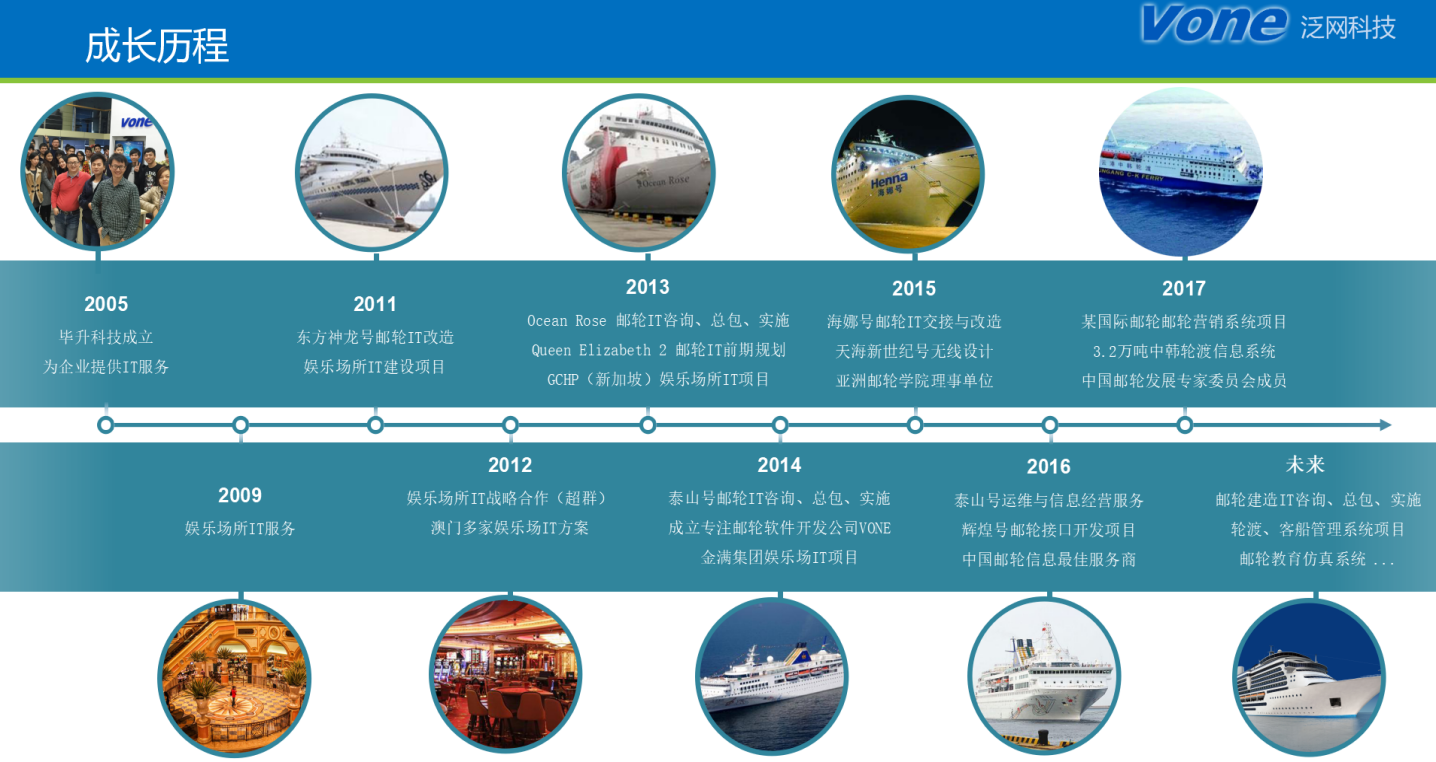 成长历程
Vone 泛网科技
vone
Ocean Rose
Henna
海娜号
NGANG C-K FERRY
2005
毕升科技成立
为企业提供IT服务
2011
东方神龙号邮轮IT改造
娱乐场所IT建设项目
2013
Ocean Rose 邮轮IT咨询、总包、实施
Queen Elizabeth 2 邮轮IT前期规划
GCHP（新加坡）娱乐场所IT项目
2015
海娜号邮轮IT交接与改造
天海新世纪号无线设计
亚洲邮轮学院理事单位
2017
某国际邮轮邮轮营销系统项目
3.2万吨中韩轮渡信息系统
中国邮轮发展专家委员会成员
2009
娱乐场所IT服务
2012
娱乐场所IT战略合作（超群）
澳门多家娱乐场IT方案
2014
泰山号邮轮IT咨询、总包、实施
成立专注邮轮软件开发公司VONE
金满集团娱乐场IT项目
2016
泰山号运维与信息经营服务
辉煌号邮轮接口开发项目
中国邮轮信息最佳服务商
未来
邮轮建造IT咨询、总包、实施
轮渡、客船管理系统项目
邮轮教育仿真系统 ...